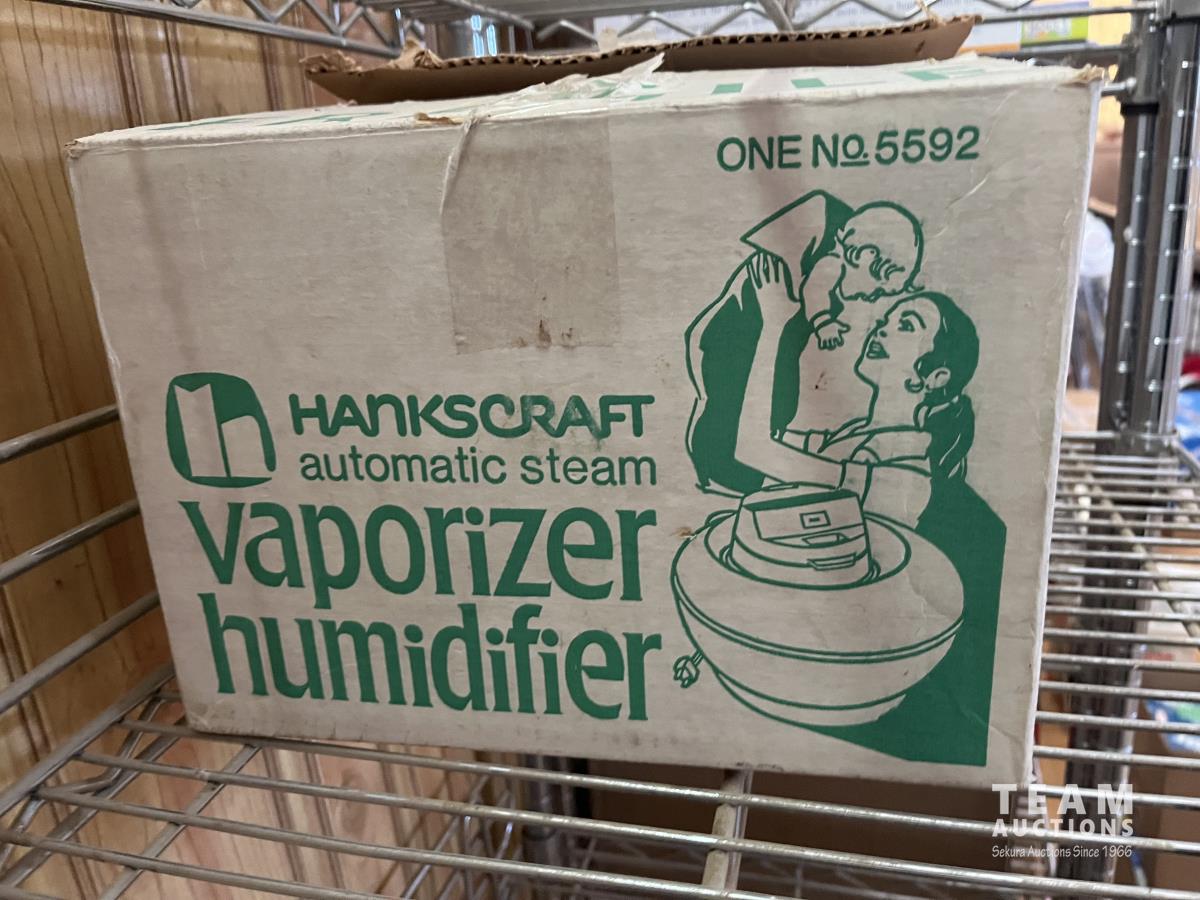 ONE No. 5592
HANKSCRAFT
automatic steam
vaporizer
humidifier
TEAM
AUCTIONS
Sekura Auctions Since 1966